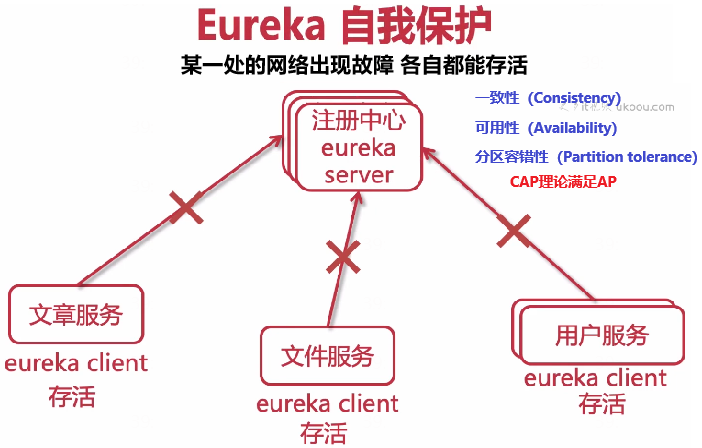 Eureka 自我保护
某一处的网络出现故障 各自都能存活
一致性（Consistency)
可用性（Availability)
分区容错性（Partition tolerance)
CAP理论满足AP
注册中心
eureka
server
文章服务
eureka client
存活
文件服务
eureka client
存活
用户服务
eureka client
存活